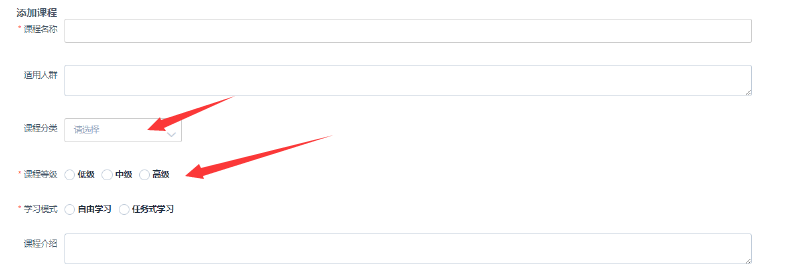 添加课程
* 课程名称
适用人群
课程分类 请选择
* 课程等级 低级 中级 高级
* 学习模式 自由学习 任务式学习
课程介绍